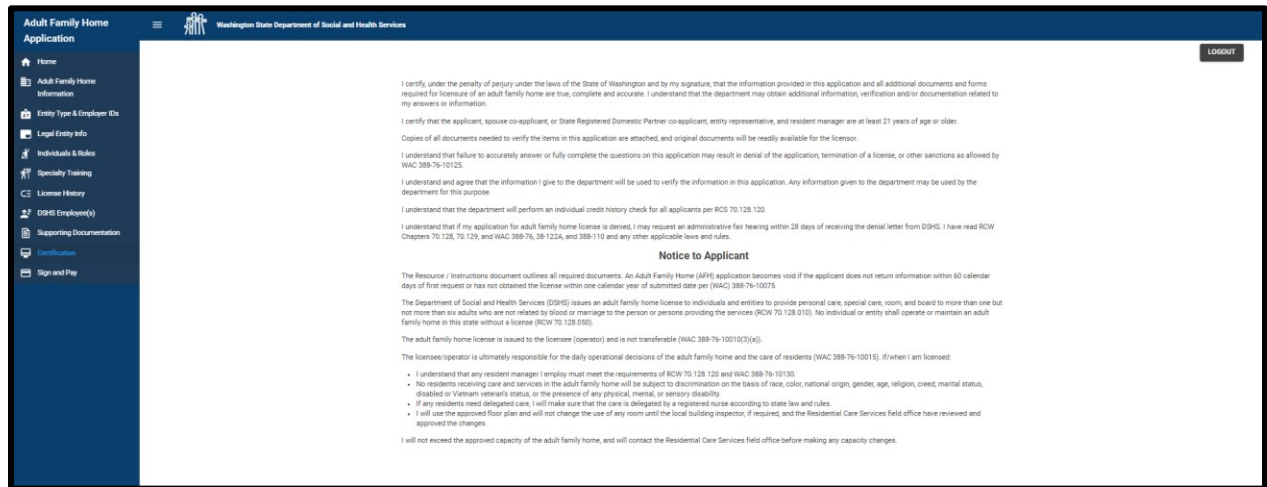 Adult Family Home
Application
Washington State Department of Social and Health Services
LOGOUT
Home
Adult Family Home
Information
Entity Type & Employer IDs
Legal Entity Info
Individuals & Roles
Specialty Training
License History
DSHS Employee(s)
Supporting Documentation
Certification
Sign and Pay
I certify, under the penalty of perjury under the laws of the State of Washington and by my signature, that the information provided in this application and all additional documents and forms
required for licensure of an adult family home are true, complete and accurate. I understand that the department may obtain additional information, verification and/or documentation related to
my answers or information.
I certify that the applicant, spouse co-applicant, or State Registered Domestic Partner co-applicant, entity representative, and resident manager are at least 21 years of age or older.
Copies of all documents needed to verify the items in this application are attached, and original documents will be readily available for the licensor.
I understand that failure to accurately answer or fully complete the questions on this application may result in denial of the application, termination of a license, or other sanctions as allowed by
WAC 388-76-10125.
I understand and agree that the information I give to the department will be used to verify the information in this application. Any information given to the department may be used by the
department for this purpose.
I understand that the department will perform an individual credit history check for all applicants per RCS 70.128.120.
I understand that if my application for adult family home license is denied, I may request an administrative fair hearing within 28 days of receiving the denial letter from DSHS. I have read RCW
Chapters 70.128, 70.129, and WAC 388-76, 38-122A, and 388-110 and any other applicable laws and rules.
Notice to Applicant
The Resource / Instructions document outlines all required documents. An Adult Family Home (AFH) application becomes void if the applicant does not return information within 60 calendar
days of first request or has not obtained the license within one calendar year of submitted date per (WAC) 388-76-10075.
The Department of Social and Health Services (DSHS) issues an adult family home license to individuals and entities to provide personal care, special care, room, and board to more than one but
not more than six adults who are not related by blood or marriage to the person or persons providing the services (RCW 70.128.010). No individual or entity shall operate or maintain an adult
family home in this state without a license (RCW 70.128.050).
The adult family home license is issued to the licensee (operator) and is not transferable (WAC 388-76-10010(3)(a)).
The licensee/operator is ultimately responsible for the daily operational decisions of the adult family home and the care of residents (WAC 388-76-10015). If/when I am licensed:
• I understand that any resident manager I employ must meet the requirements of RCW 70.128.120 and WAC 388-76-10130.
• No residents receiving care and services in the adult family home will be subject to discrimination on the basis of race, color, national origin, gender, age, religion, creed, marital status,
disabled or Vietnam veteran's status, or the presence of any physical, mental, or sensory disability.
• If any residents need delegated care, I will make sure that the care is delegated by a registered nurse according to state law and rules.
• I will use the approved floor plan and will not change the use of any room until the local building inspector, if required, and the Residential Care Services field office have reviewed and
approved the changes.
I will not exceed the approved capacity of the adult family home, and will contact the Residential Care Services field office before making any capacity changes.